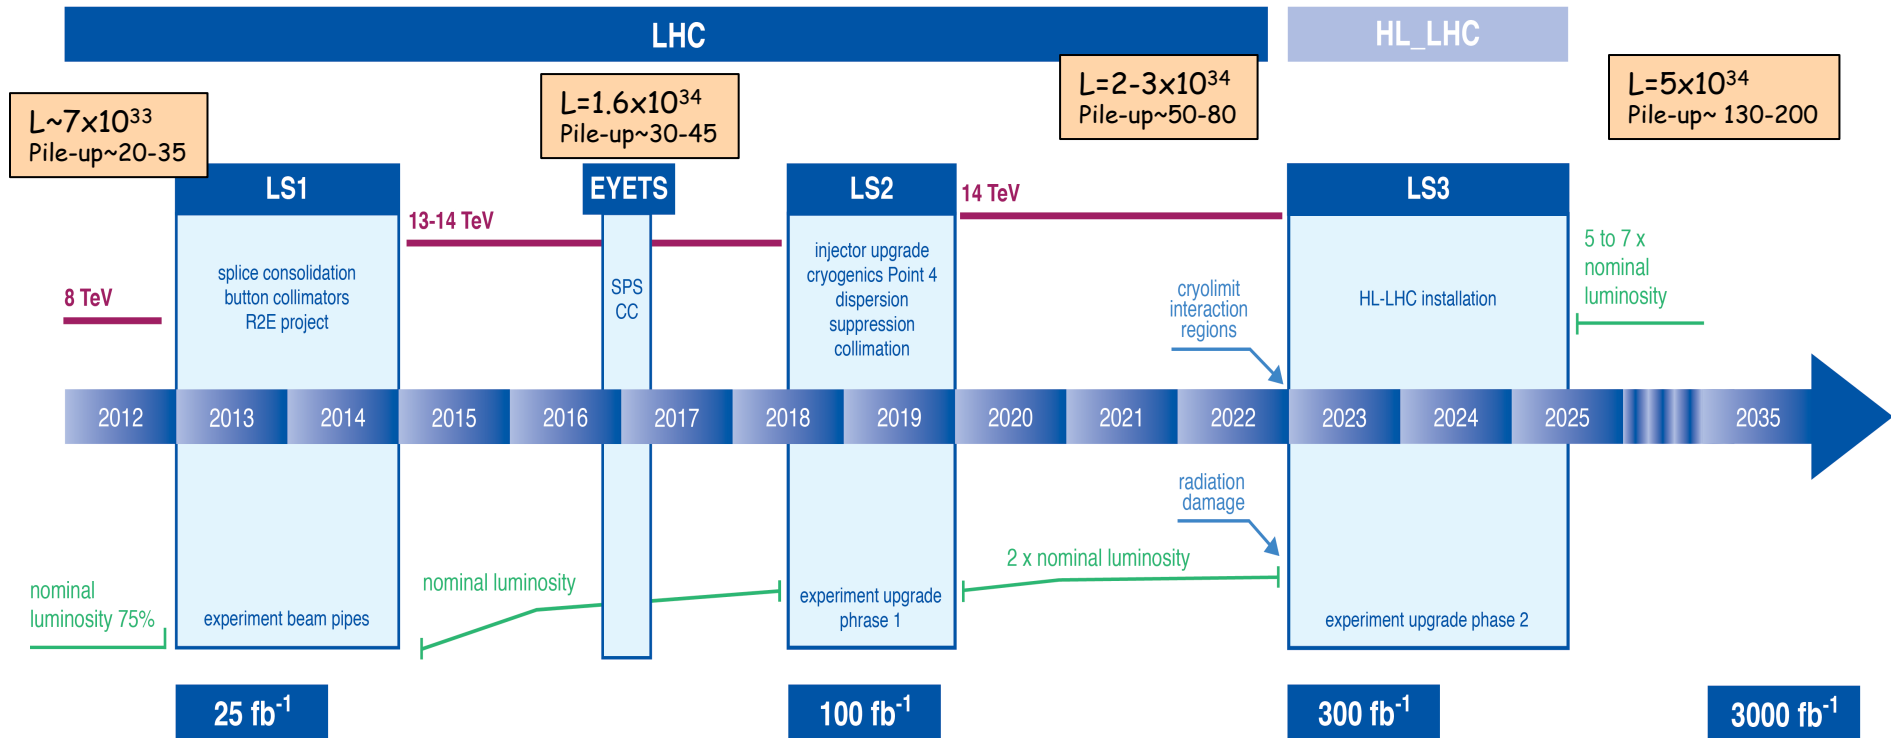 LHC
HL_LHC
L~7x10³³
Pile-up~20-35
L=1.6x10³⁴
Pile-up~30-45
L=2-3x10³⁴
Pile-up~50-80
L=5x10³⁴
Pile-up~ 130-200
LS1
EYETS
LS2
LS3
8 TeV
13-14 TeV
14 TeV
splice consolidation
button collimators
R2E project
SPS
CC
injector upgrade
cryogenics Point 4
dispersion
suppression
collimation
cryolimit
interaction
regions
HL-LHC installation
5 to 7 x
nominal
luminosity
2012
2013
2014
2015
2016
2017
2018
2019
2020
2021
2022
2023
2024
2025
2035
radiation
damage
nominal
luminosity 75%
experiment beam pipes
nominal luminosity
experiment upgrade
phrase 1
2 x nominal luminosity
experiment upgrade phase 2
25 fb⁻¹
100 fb⁻¹
300 fb⁻¹
3000 fb⁻¹